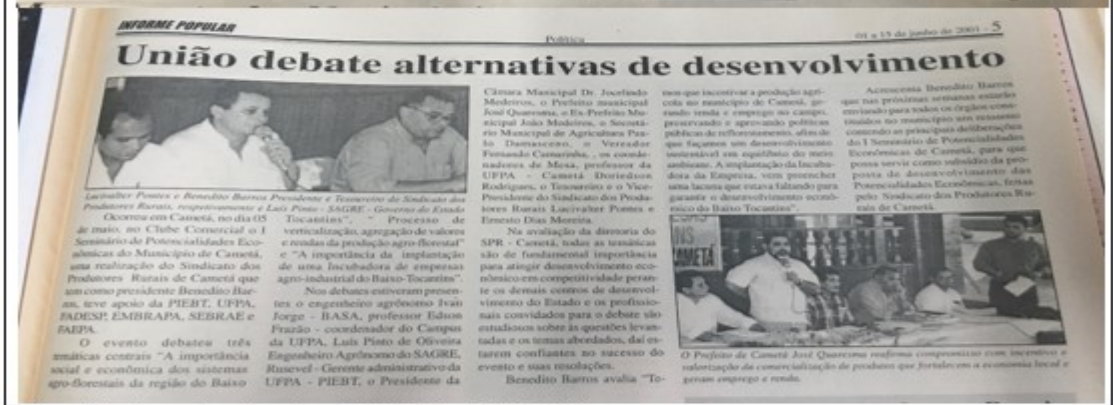 INFORME POPULAR
Política
01 a 15 de junho de 2001 - 5
União debate alternativas de desenvolvimento
Lucivalter Pontes e Benedito Barros Presidente e Tesoureiro do Sindicato dos
Produtores Rurais, respectivamente e Luís Pinto - SAGRE - Governo do Estado
Ocorreu em Cametá, no dia 05
de maio, no Clube Comercial o I
Seminário de Potencialidades Eco-
nômicas do Município de Cametá,
uma realização do Sindicato dos
Produtores Rurais de Cametá que
tem como presidente Benedito Bar-
ros, teve apoio da PIEBT, UFPA,
FADESP, EMBRAPA, SEBRAE e
FAEPA.
O evento debateu três
temáticas centrais "A importância
social e econômica dos sistemas
agro-florestais da região do Baixo
Tocantins", " Processo de
verticalização, agregação de valores
e rendas da produção agro-florestal"
e "A importância da implantação
de uma Incubadora de empresas
agro-industrial do Baixo-Tocantins".
Nos debates estiveram presen-
tes o engenheiro agrônomo Ivan
Jorge - BASA, professor Edson
Frazão - coordenador do Campus
da UFPA, Luís Pinto de Oliveira
Engenheiro Agrônomo do SAGRE,
Rusevel - Gerente administrativo da
UFPA - PIEBT, o Presidente da
Câmara Municipal Dr. Jocelindo
Medeiros, o Prefeito municipal
José Quaresma, o Ex-Prefeito Mu-
nicipal João Medeiros, o Secretá-
rio Municipal de Agricultura Pau-
lo Damasceno, o Vereador
Fernando Camarinha, , os coorde-
nadores de Mesa, professor da
UFPA - Cametá Doriedson
Rodrigues, o Tesoureiro e o Vice-
Presidente do Sindicato dos Produ-
tores Rurais Lucivalter Pontes e
Ernesto Dias Moreira.
Na avaliação da diretoria do
SPR - Cametá, todas as temáticas
são de fundamental importância
para atingir desenvolvimento eco-
nômico em competitividade peran-
te os demais centros de desenvol-
vimento do Estado e os profissio-
nais convidados para o debate são
estudiosos sobre às questões levan-
tadas e os temas abordados, daí es-
tarem confiantes no sucesso do
evento e suas resoluções.
Benedito Barros avalia "Te-
mos que incentivar a produção agrí-
cola no município de Cametá, ge-
rando renda e emprego no campo,
preservando e aprovando políticas
públicas de reflorestamento, afim de
que façamos um desenvolvimento
sustentável em equilíbrio do meio
ambiente. A implantação da Incuba-
dora da Empresa, vem preencher
uma lacuna que estava faltando para
garantir o desenvolvimento econô-
mico do Baixo Tocantins".
Acrescenta Benedito Barros
que nas próximas semanas estarão
enviando para todos os órgãos cons-
tituídos no município um resumo
contendo as principais deliberações
do I Seminário de Potencialidades
Econômicas de Cametá, para que
possa servir como subsídio da pro-
posta de desenvolvimento das
Potencialidades Econômicas, feitas
pelo Sindicato dos Produtores Ru-
rais de Cametá.
CAMETÁ
O Prefeito de Cametá José Quaresma reafirma compromisso com incentivo a
valorização da comercialização de produtos que fortalecem a economia local e
geram emprego e renda.